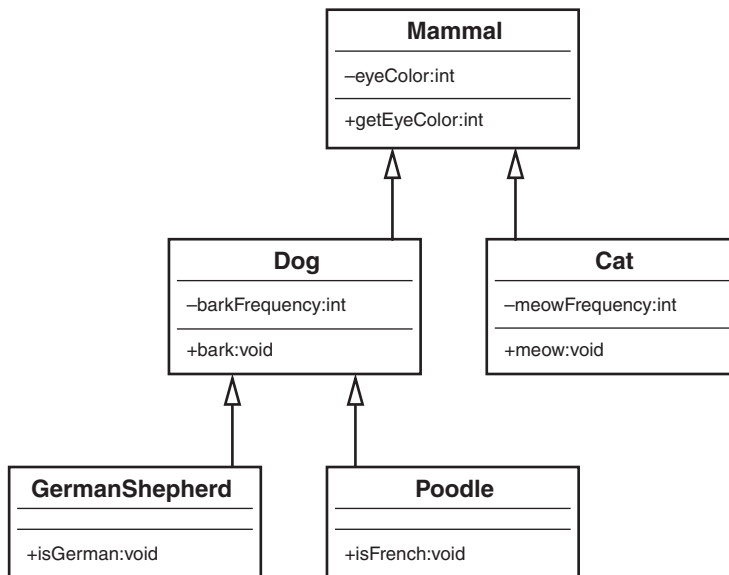 Mammal
–eyeColor:int
+getEyeColor:int
Dog
–barkFrequency:int
+bark:void
Cat
–meowFrequency:int
+meow:void
GermanShepherd
+isGerman:void
Poodle
+isFrench:void